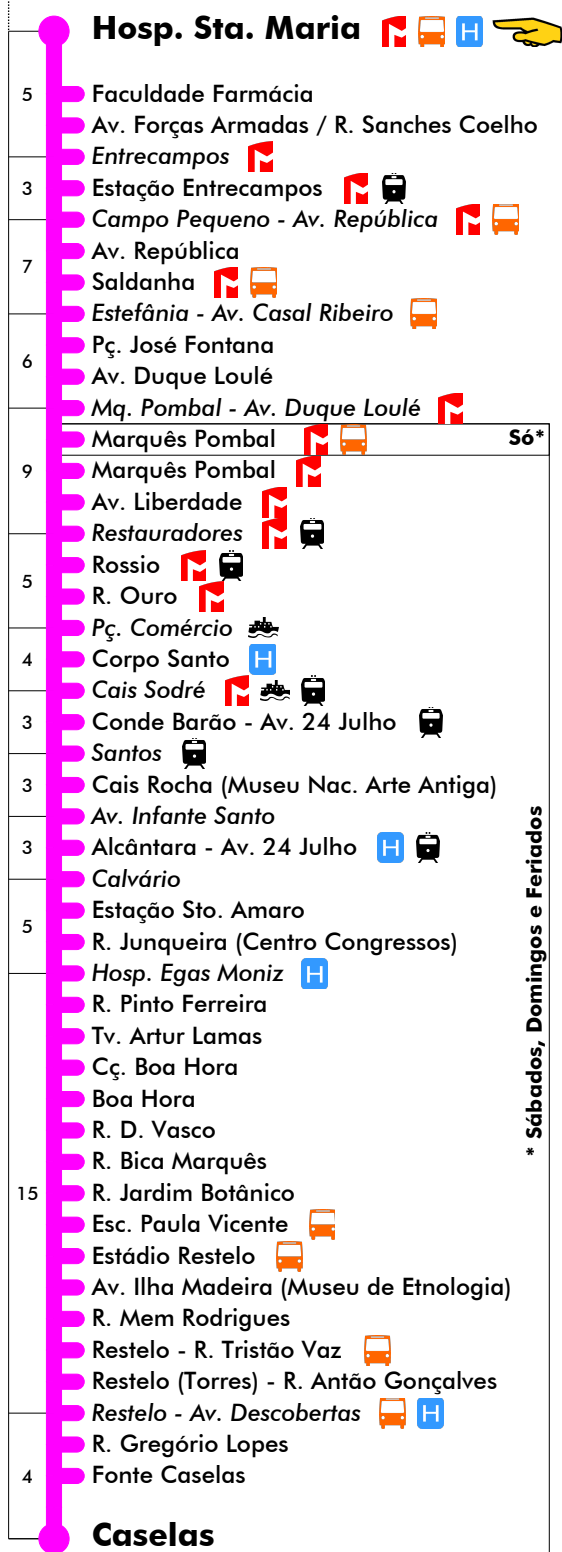 Hosp. Sta. Maria H
5
Faculdade Farmácia
Av. Forças Armadas / R. Sanches Coelho
Entrecampos
3
Estação Entrecampos
Campo Pequeno - Av. República
7
Av. República
Saldanha
Estefânia - Av. Casal Ribeiro
6
Pç. José Fontana
Av. Duque Loulé
Mq. Pombal - Av. Duque Loulé
Marquês Pombal Só*
9
Marquês Pombal
Av. Liberdade
Restauradores
5
Rossio
R. Ouro
Pç. Comércio
4
Corpo Santo H
Cais Sodré
3
Conde Barão - Av. 24 Julho
Santos
3
Cais Rocha (Museu Nac. Arte Antiga)
Av. Infante Santo
3
Alcântara - Av. 24 Julho H
Calvário
5
Estação Sto. Amaro
R. Junqueira (Centro Congressos)
Hosp. Egas Moniz H
R. Pinto Ferreira
Tv. Artur Lamas
Cç. Boa Hora
Boa Hora
R. D. Vasco
R. Bica Marquês
15
R. Jardim Botânico
Esc. Paula Vicente
Estádio Restelo
Av. Ilha Madeira (Museu de Etnologia)
R. Mem Rodrigues
Restelo - R. Tristão Vaz
Restelo (Torres) - R. Antão Gonçalves
Restelo - Av. Descobertas H
R. Gregório Lopes
4
Fonte Caselas
Caselas
* Sábados, Domingos e Feriados